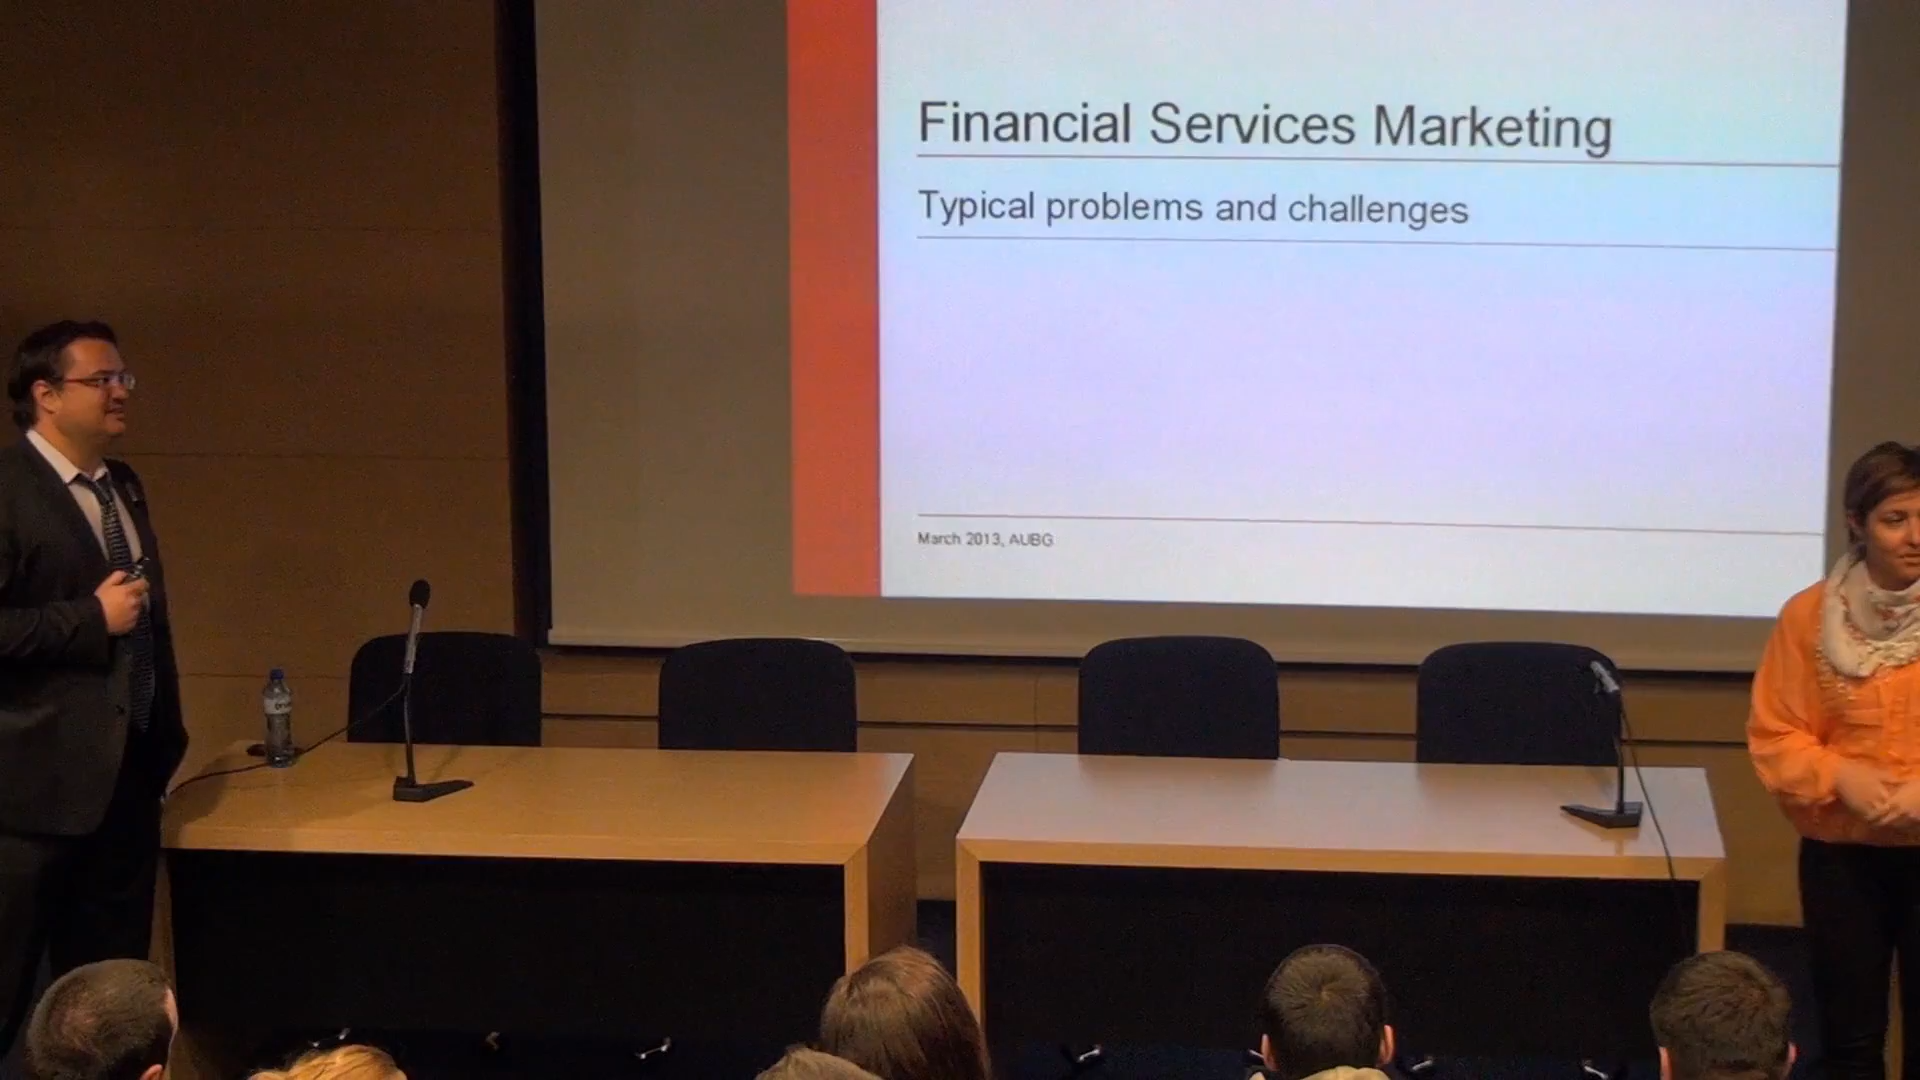 Financial Services Marketing
Typical problems and challenges
March 2013, AUBG